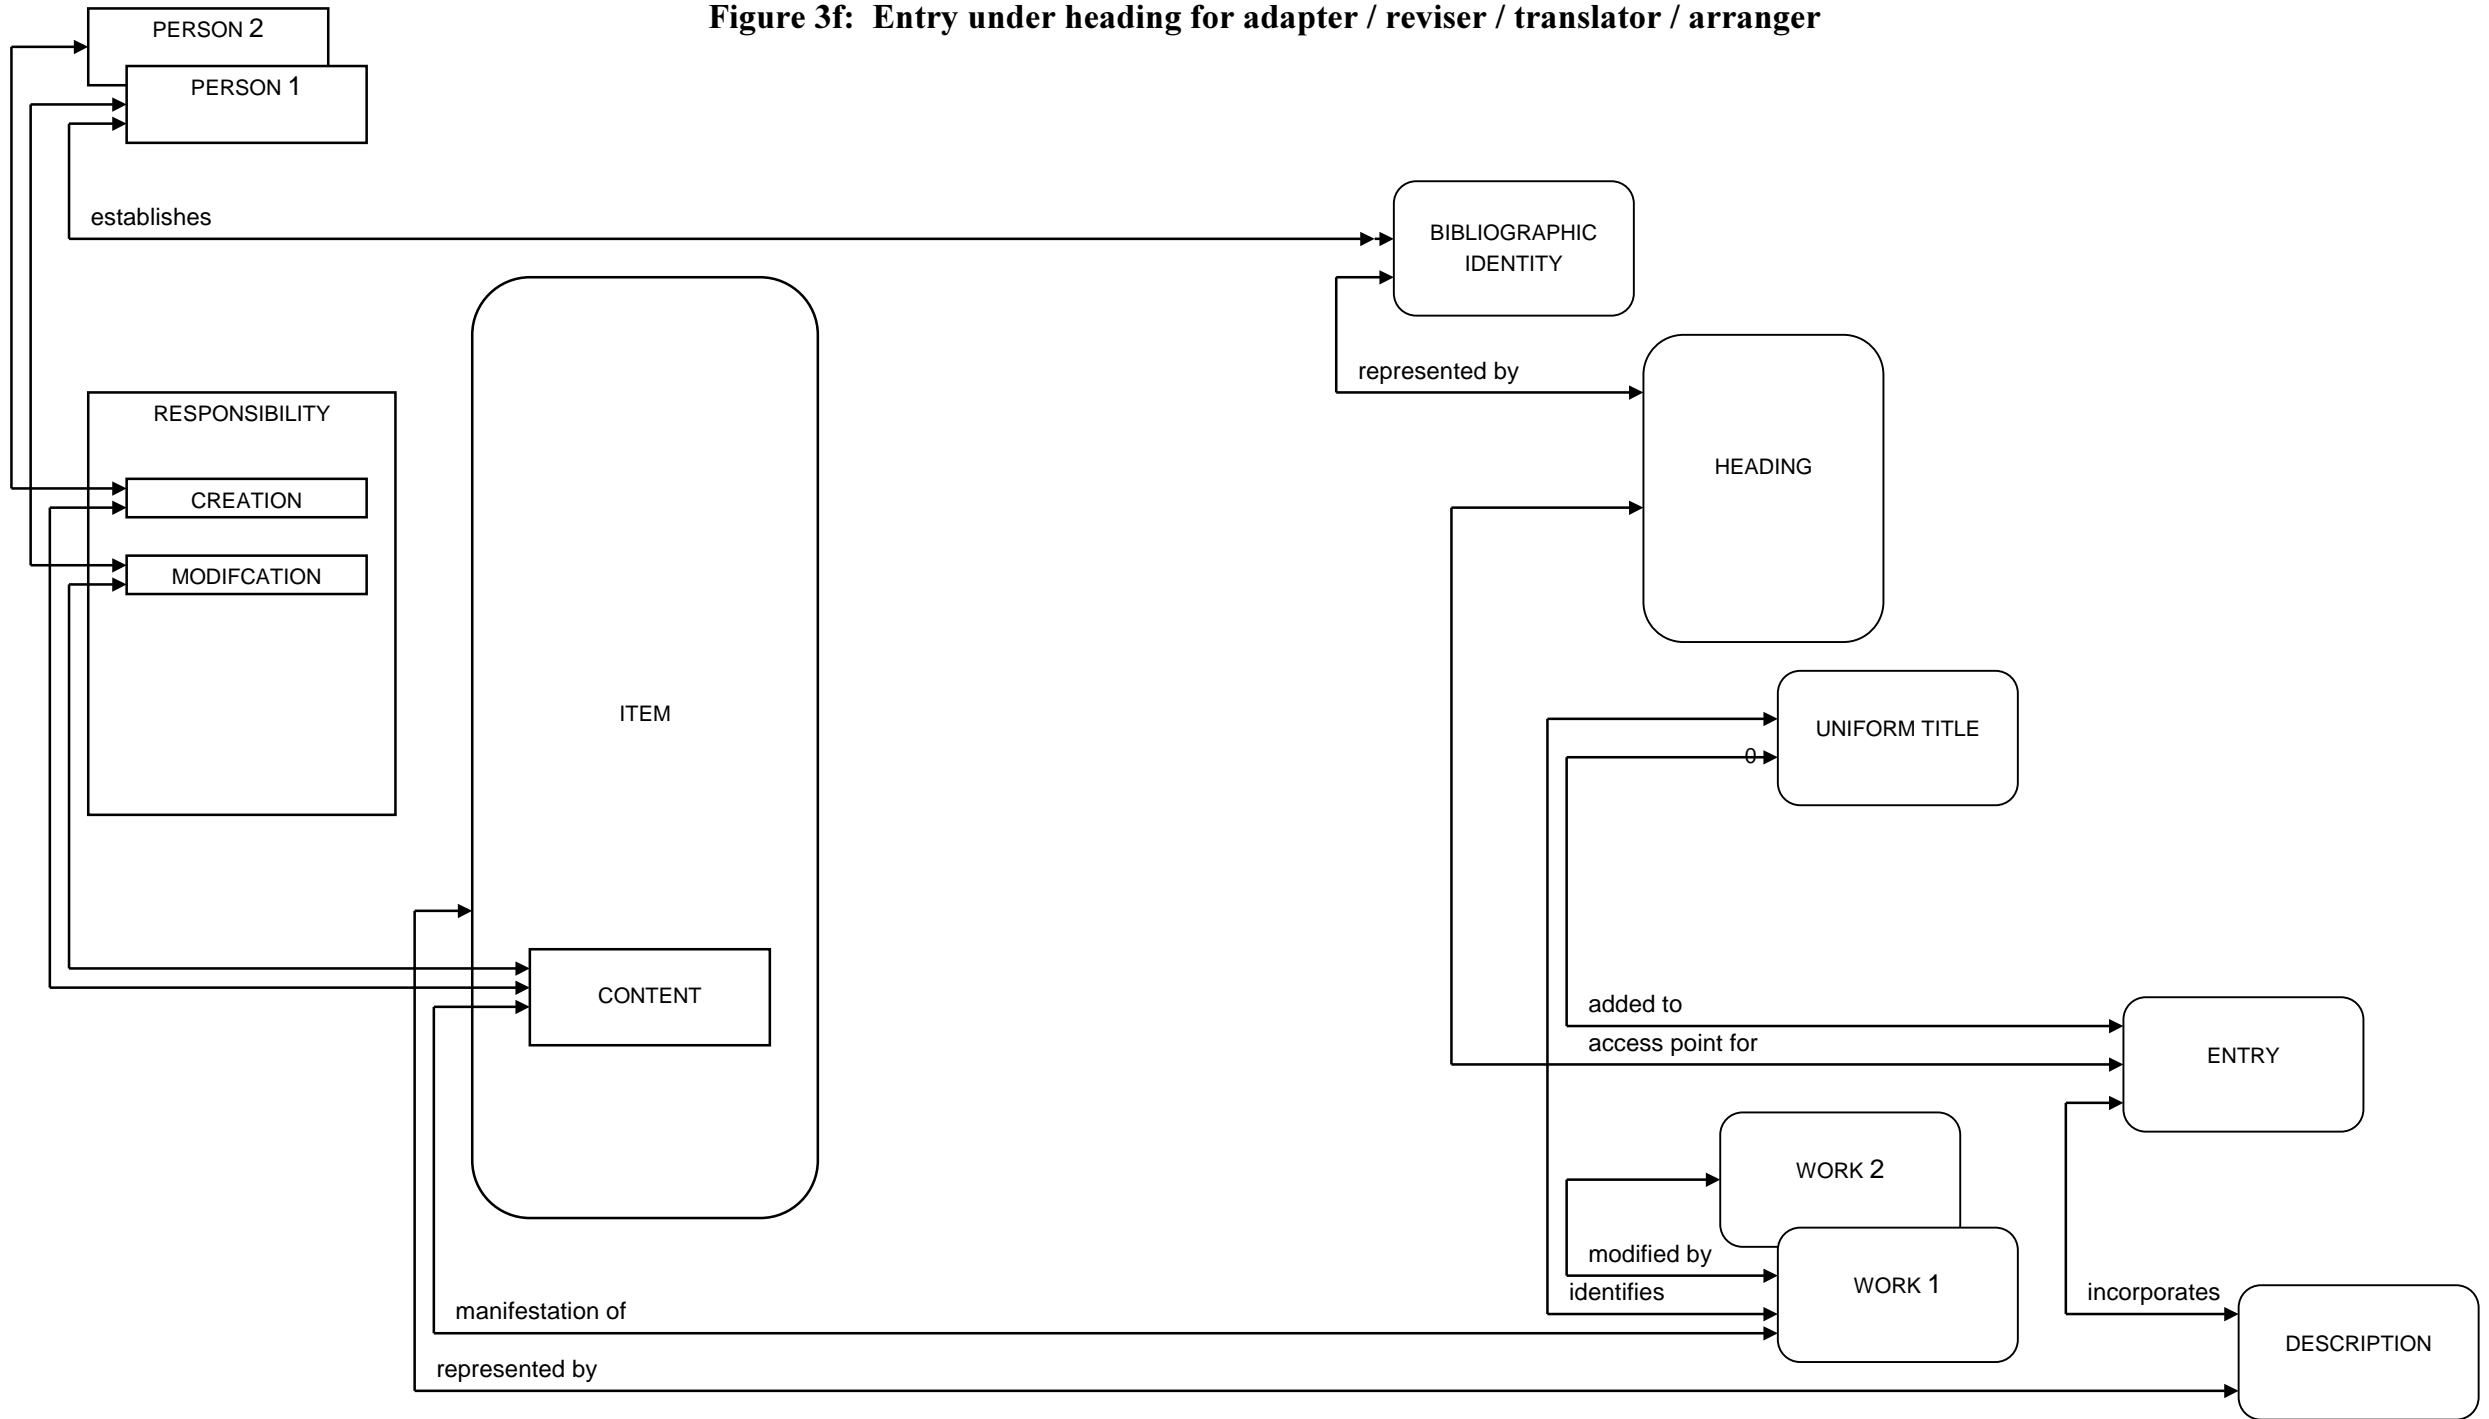 Figure 3f: Entry under heading for adapter / reviser / translator / arranger
PERSON 2
PERSON 1
establishes
BIBLIOGRAPHIC
IDENTITY
represented by
RESPONSIBILITY
HEADING
CREATION
MODIFCATION
ITEM
UNIFORM TITLE
0
CONTENT
added to
access point for
ENTRY
WORK 2
modified by
identifies
WORK 1
incorporates
manifestation of
DESCRIPTION
represented by